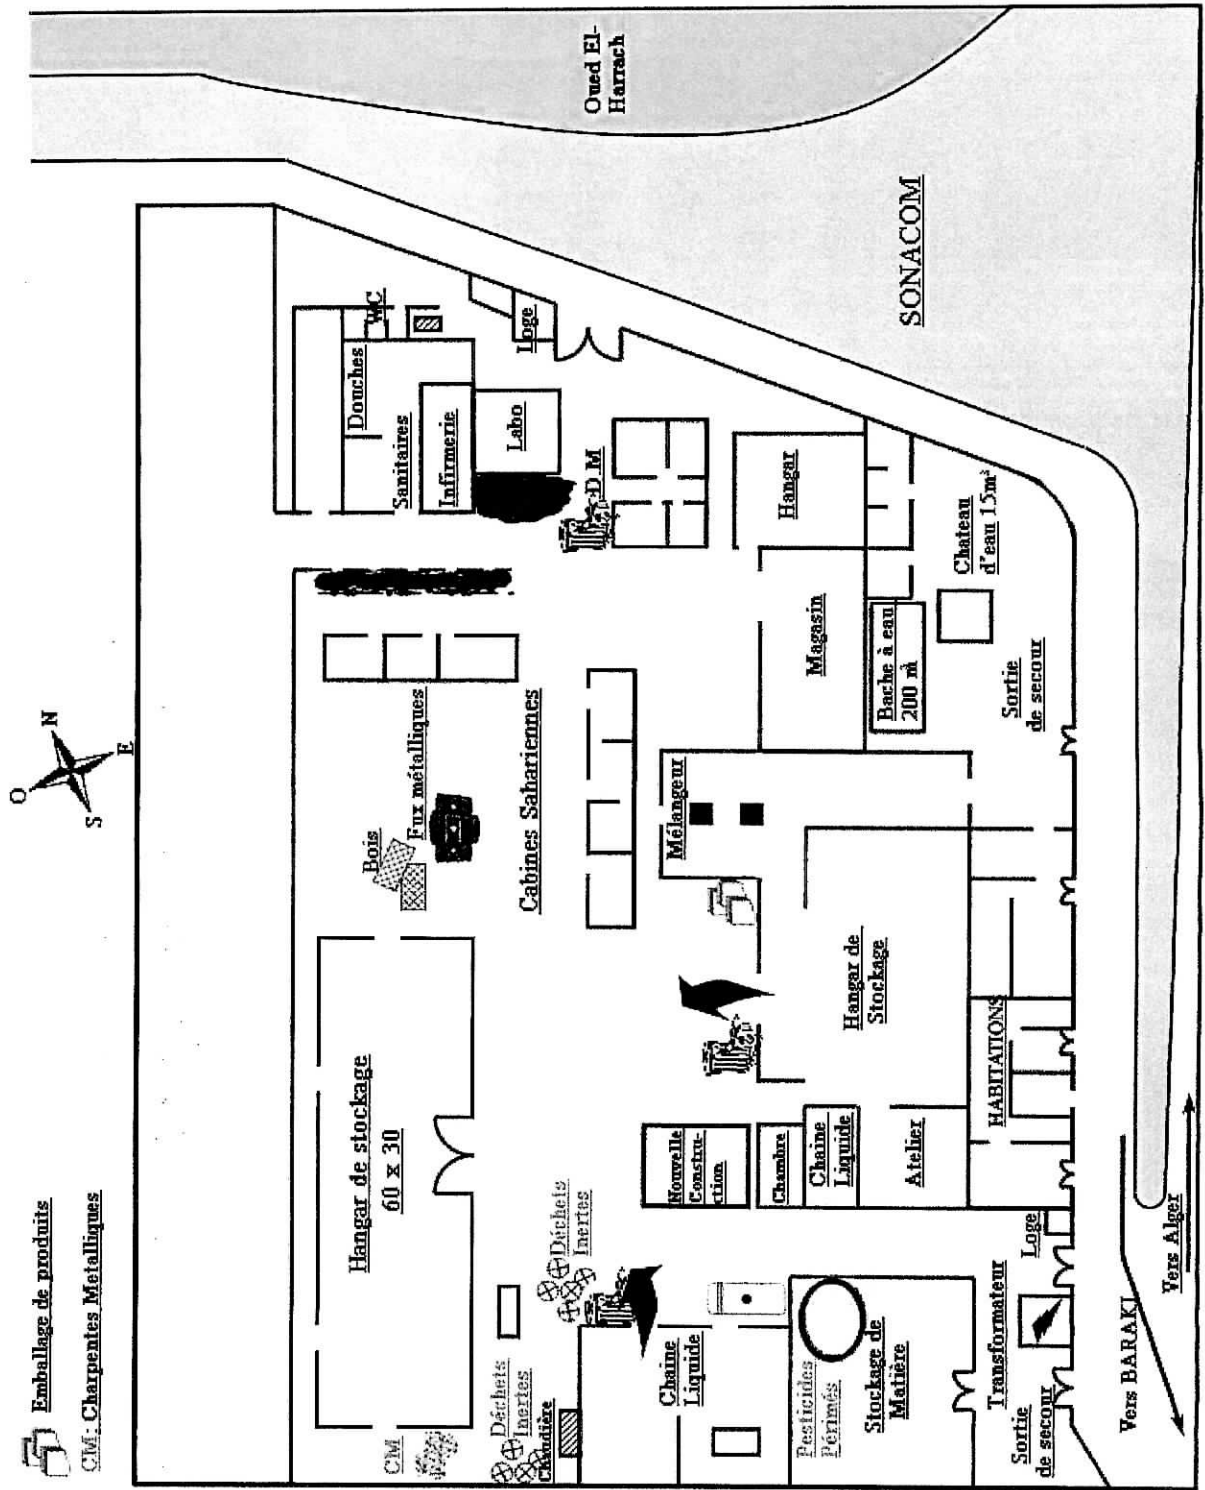 Emballage de produits
CM: Charpentes Metalliques
O
N
S
E
Oued El-
Harrach
SONACOM
WC
Douches
Sanitaires
Infirmerie
Loge
Labo
D.M
Hangar
Chateau
d'eau 15m³
Magasin
Bache à eau
200 m
Sortie
de secour
Bois
Fux métalliques
Cabines Sahariennes
Mélangeur
Hangar de stockage
60 x 30
Hangar de
Stockage
HABITATIONS
Nouvelle
Constru-
ction
Chambre
Chaine
Liquide
Atelier
Déchets
Inertes
CM
Déchets
Inertes
Chaudière
Chaine
Liquide
Pesticides
Périmés
Stockage de
Matière
Loge
Transformateur
Sortie
de secour
Vers BARAKI
Vers Alger